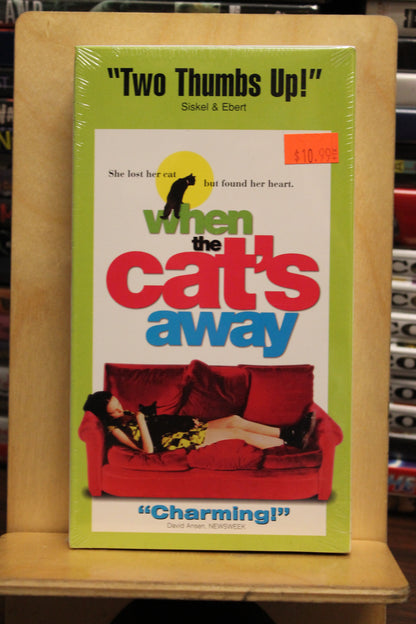 "Two Thumbs Up!"
Siskel & Ebert
$10.99
She lost her cat
but found her heart.
when
the
cat's
away
"Charming!"
David Ansen, NEWSWEEK